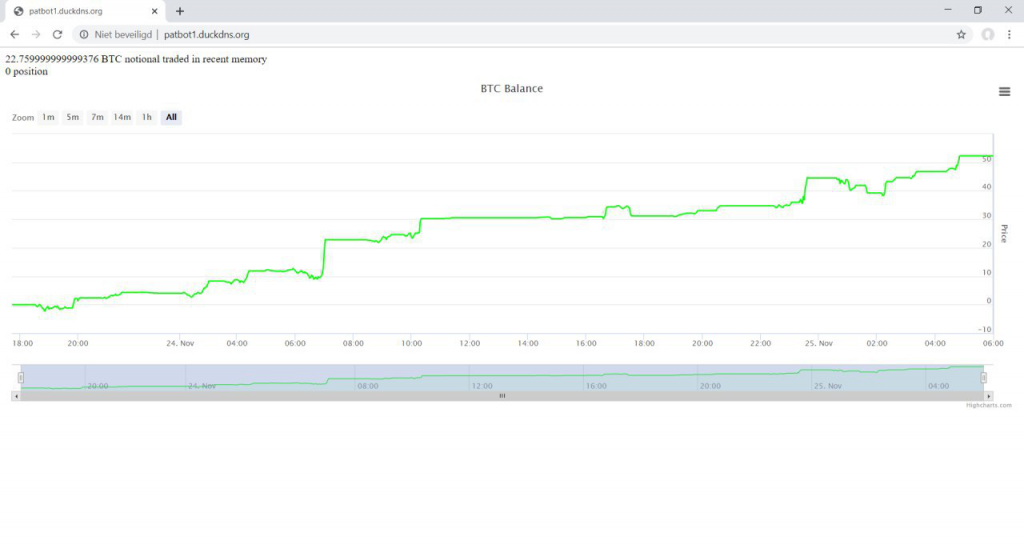 patbot1.duckdns.org
Niet beveiligd | patbot1.duckdns.org
22.759999999999376 BTC notional traded in recent memory
0 position
BTC Balance
Zoom 1m 5m 7m 14m 1h All
50
40
30
20
10
0
-10
Price
18:00 20:00 24. Nov 04:00 06:00 08:00 10:00 12:00 14:00 16:00 18:00 20:00 22:00 25. Nov 02:00 04:00 06:00
20:00 24. Nov 08:00 12:00 16:00 20:00 25. Nov 04:00
Highcharts.com